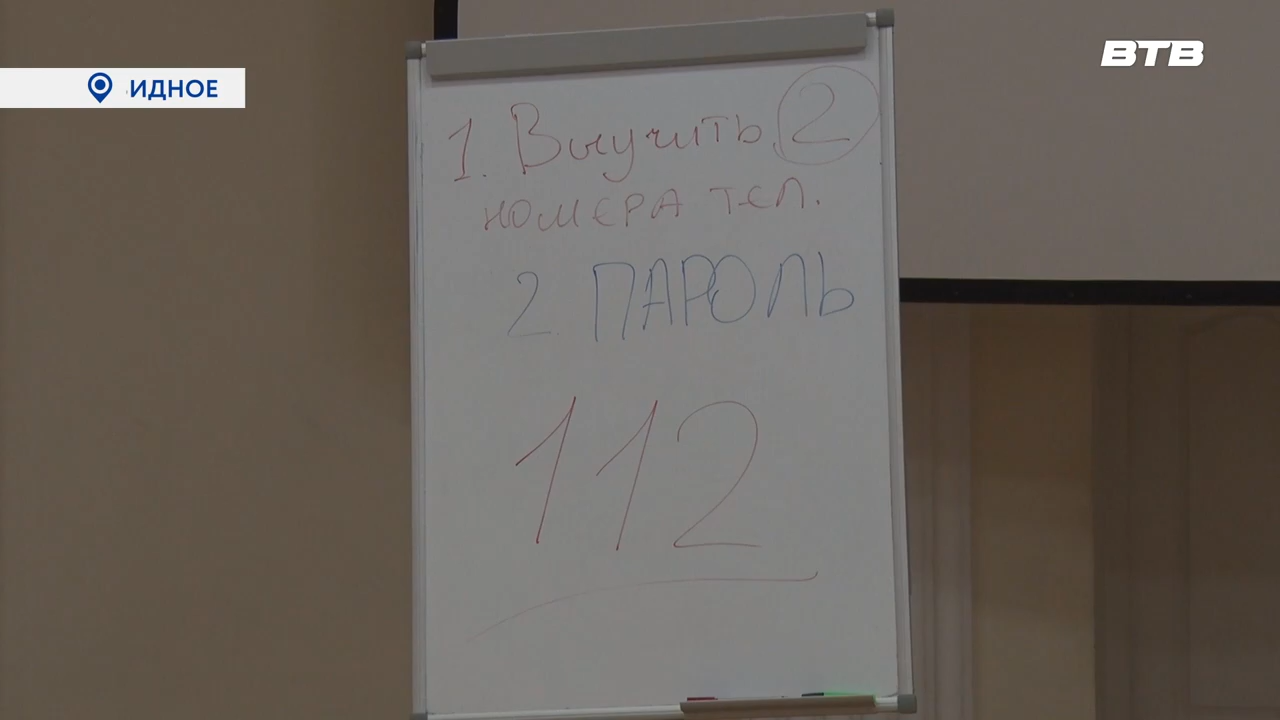 ИДНОЕ
ВТВ
1. Выучить 2
номера тел.
2. ПАРОЛЬ
112